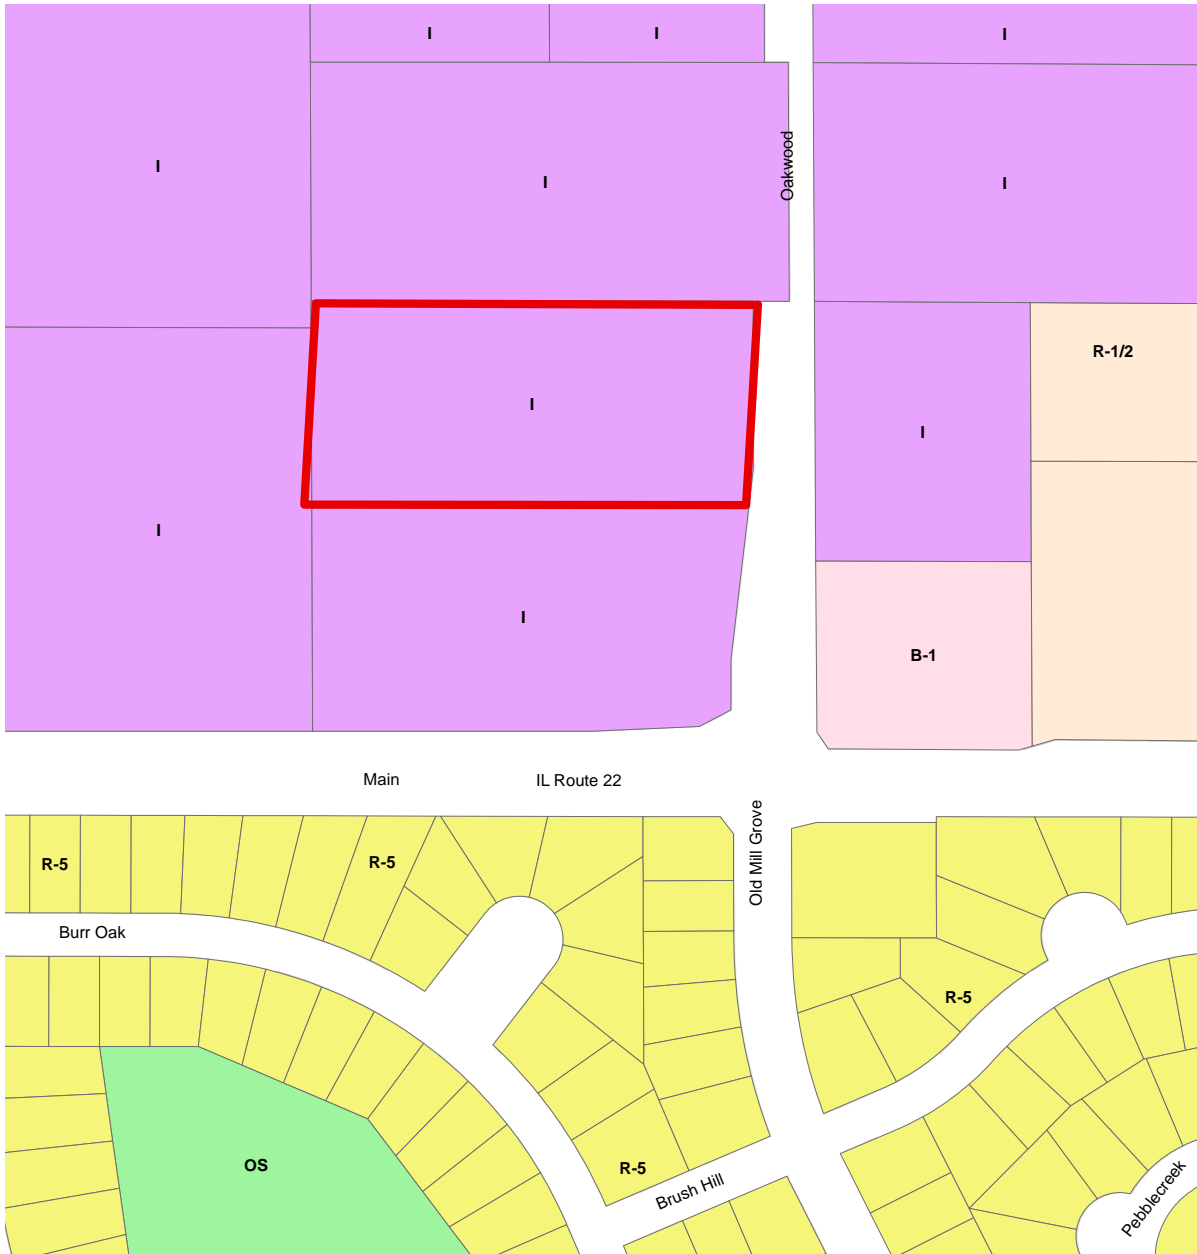 I
I
I
Oakwood
I
I
I
R-1/2
I
I
I
I
B-1
Main
IL Route 22
Old Mill Grove
R-5
R-5
Burr Oak
R-5
OS
R-5
Brush Hill
Pebblecreek